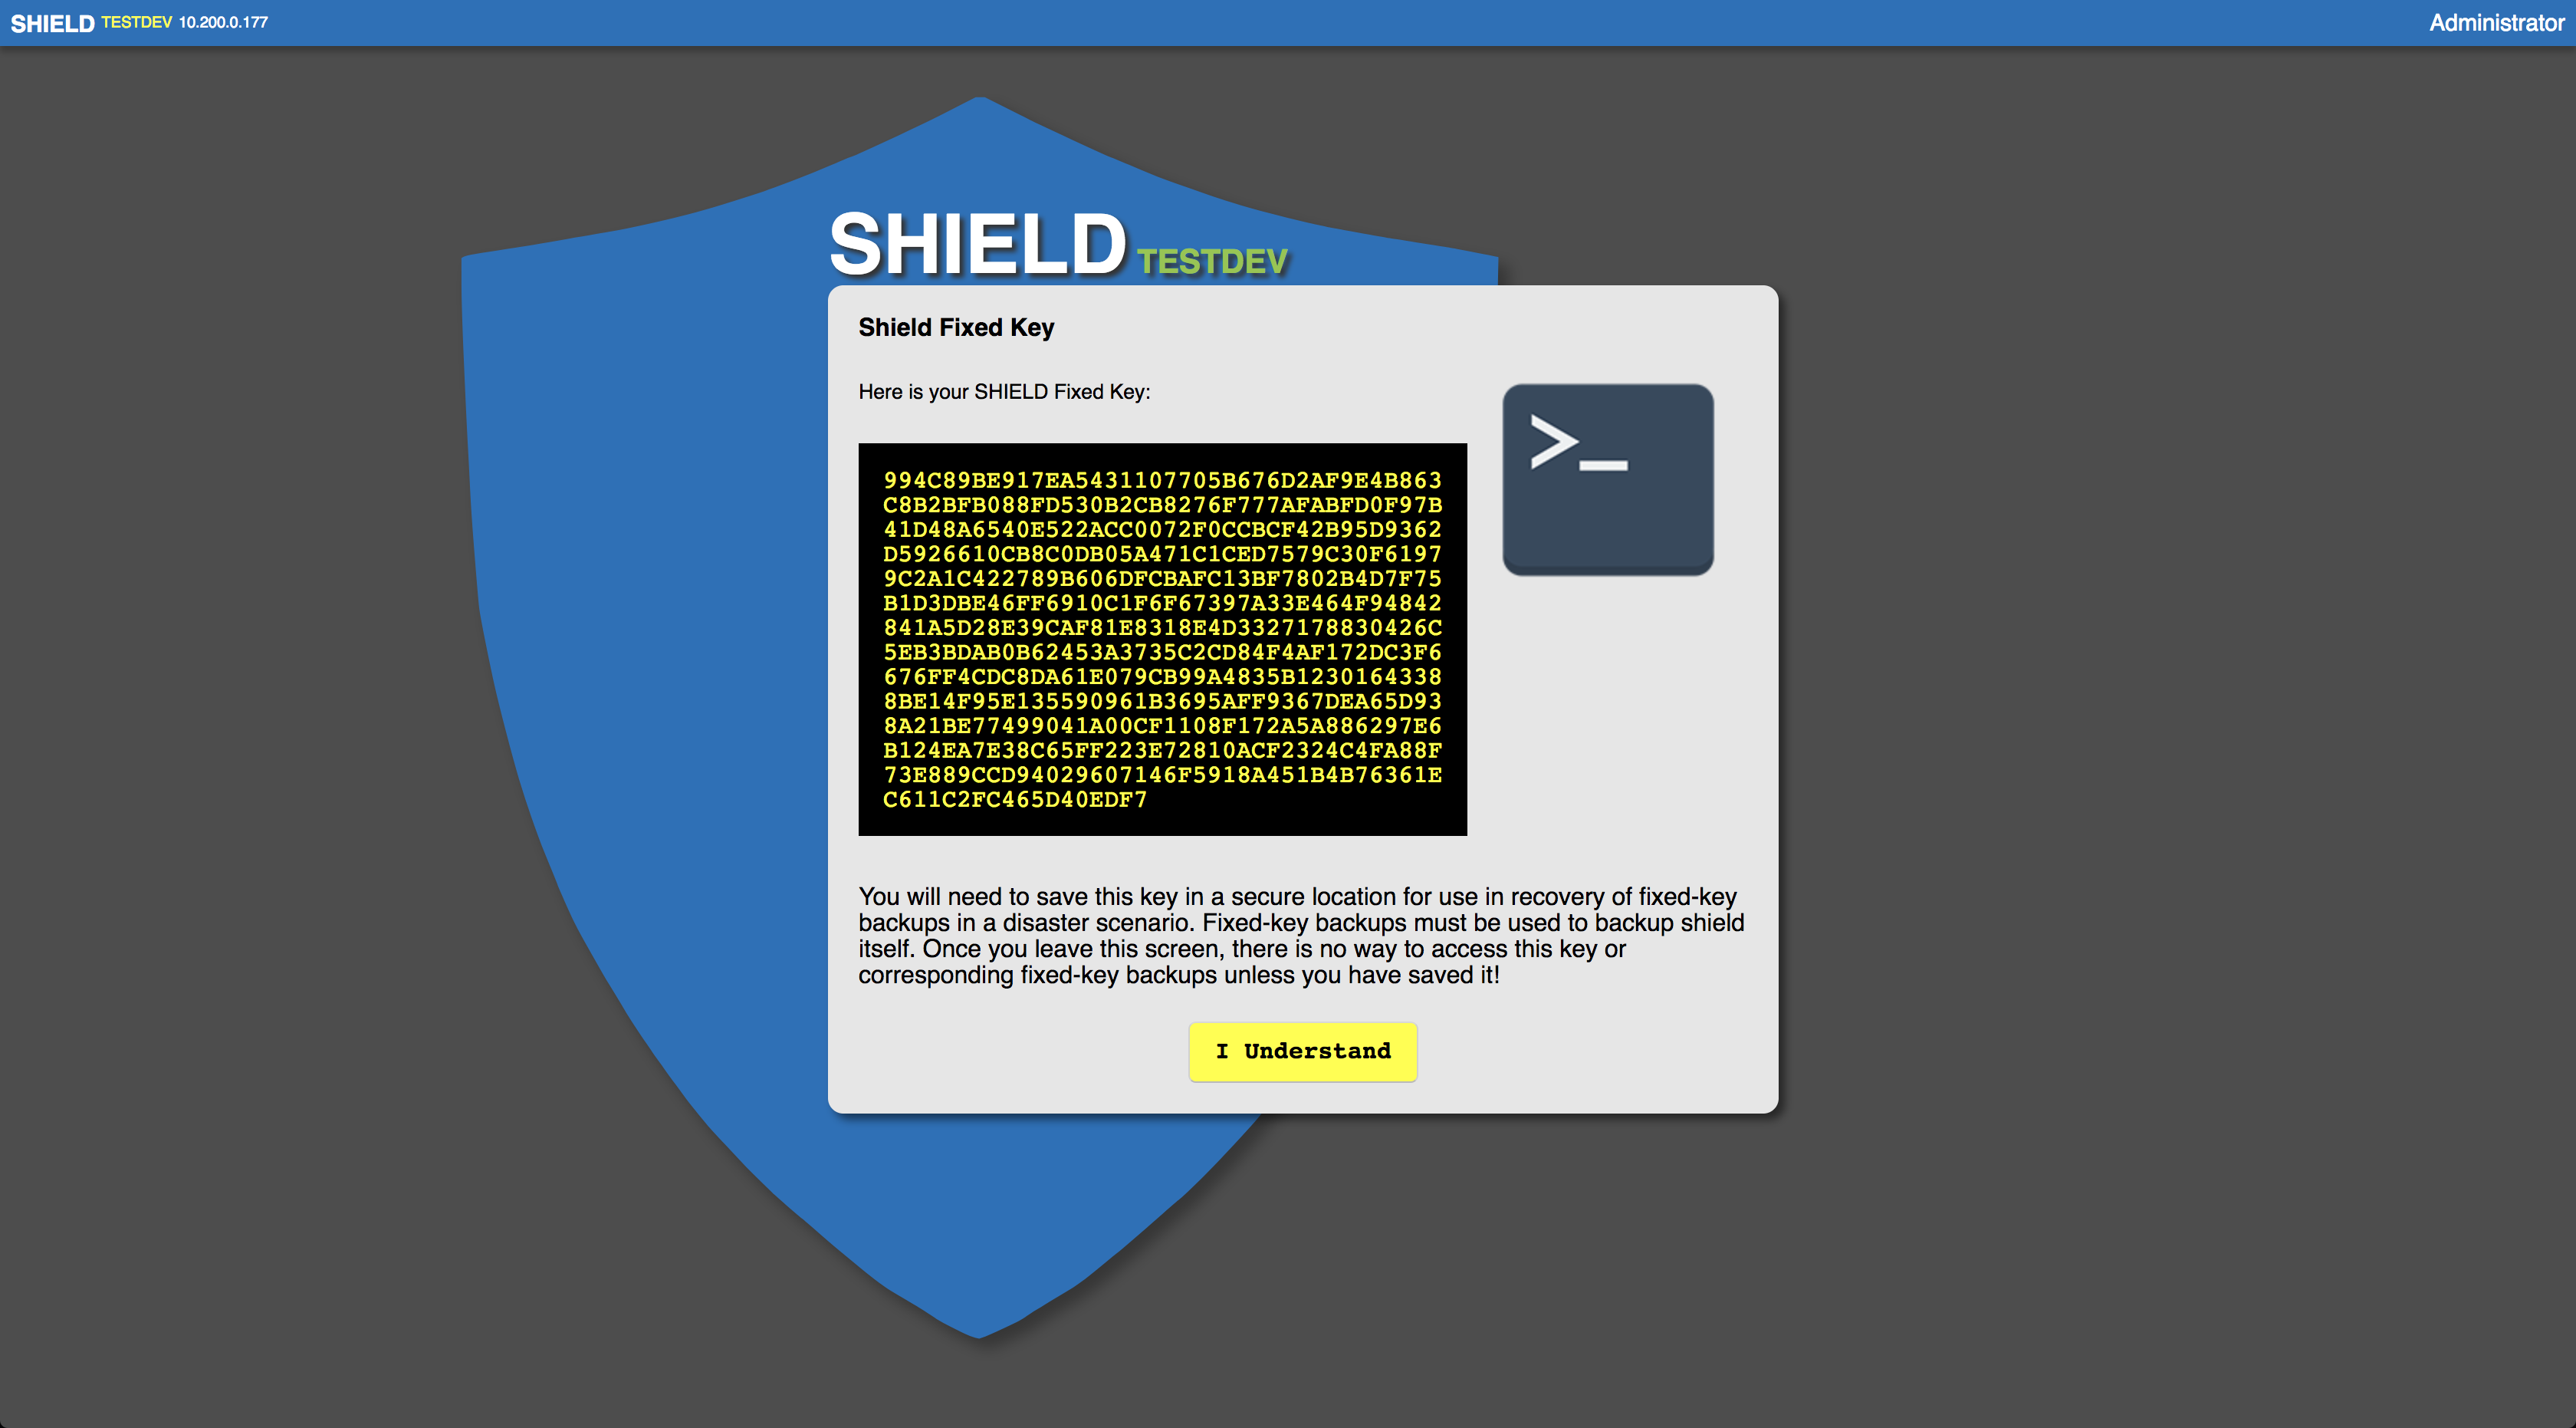 SHIELD TESTDEV 10.200.0.177 Administrator
SHIELD TESTDEV
Shield Fixed Key
Here is your SHIELD Fixed Key:
>_
994C89BE917EA5431107705B676D2AF9E4B863
C8B2BFB088FD530B2CB8276F777AFABFD0F97B
41D48A6540E522ACC0072F0CCBCF42B95D9362
D5926610CB8C0DB05A471C1CED7579C30F6197
9C2A1C422789B606DFCBAFC13BF7802B4D7F75
B1D3DBE46FF6910C1F6F67397A33E464F94842
841A5D28E39CAF81E8318E4D3327178830426C
5EB3BDAB0B62453A3735C2CD84F4AF172DC3F6
676FF4CDC8DA61E079CB99A4835B1230164338
8BE14F95E135590961B3695AFF9367DEA65D93
8A21BE77499041A00CF1108F172A5A886297E6
B124EA7E38C65FF223E72810ACF2324C4FA88F
73E889CCD94029607146F5918A451B4B76361E
C611C2FC465D40EDF7
You will need to save this key in a secure location for use in recovery of fixed-key
backups in a disaster scenario. Fixed-key backups must be used to backup shield
itself. Once you leave this screen, there is no way to access this key or
corresponding fixed-key backups unless you have saved it!
I Understand